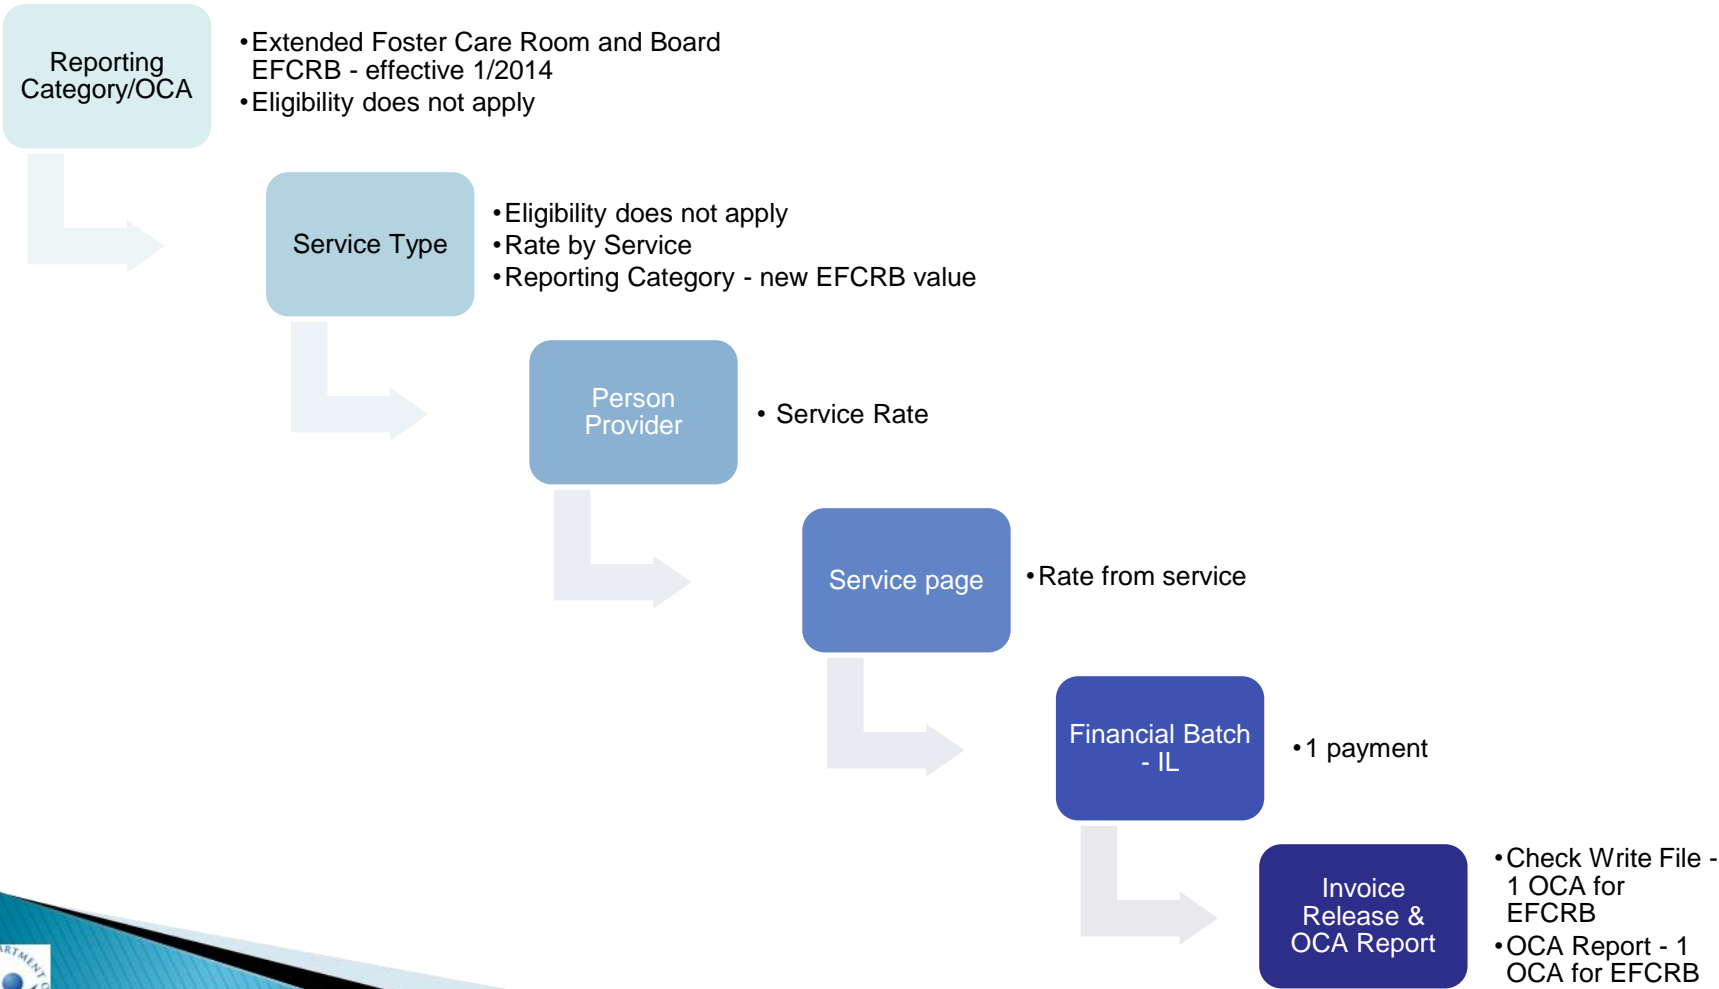 Reporting
Category/OCA
•Extended Foster Care Room and Board
EFCRB - effective 1/2014
•Eligibility does not apply
Service Type
•Eligibility does not apply
•Rate by Service
•Reporting Category - new EFCRB value
Person
Provider
• Service Rate
Service page
•Rate from service
Financial Batch
- IL
•1 payment
Invoice
Release &
OCA Report
•Check Write File -
1 OCA for
EFCRB
•OCA Report - 1
OCA for EFCRB